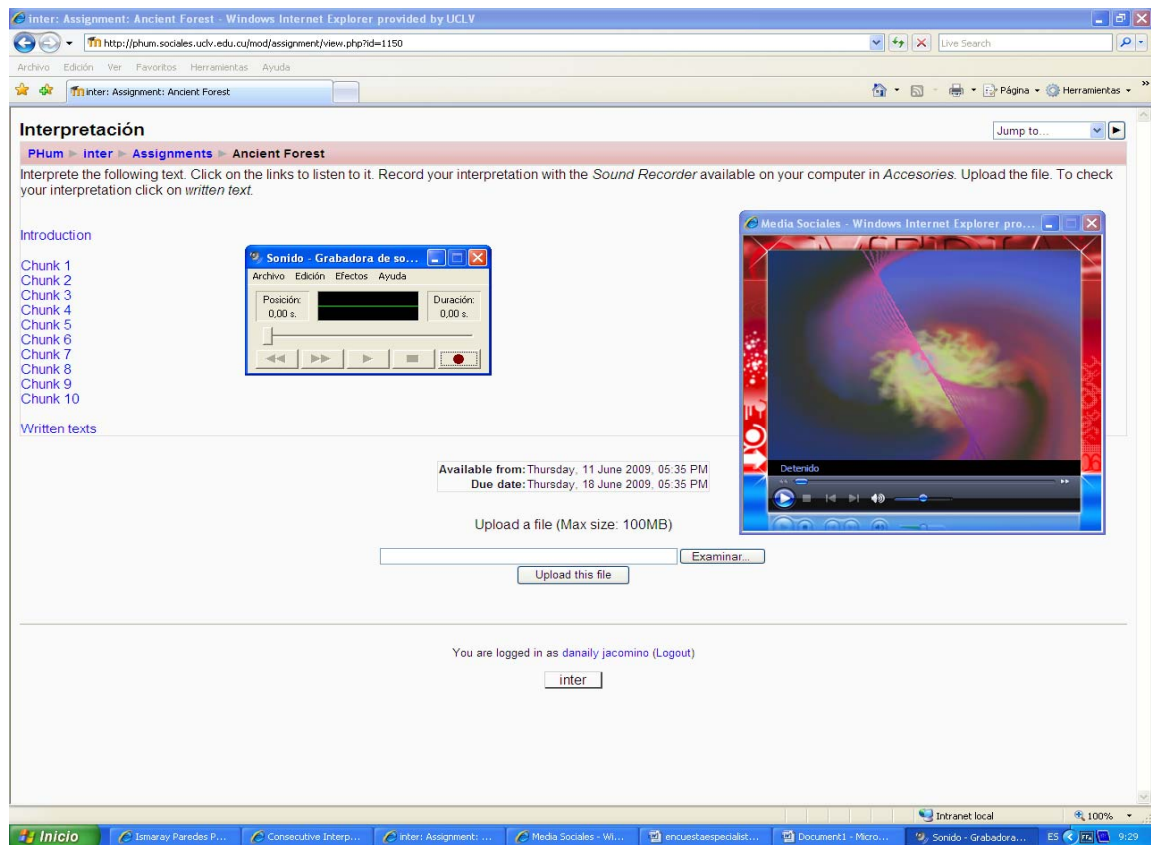 inter: Assignment: Ancient Forest - Windows Internet Explorer provided by UCLV
http://phum.sociales.uclv.edu.cu/mod/assignment/view.php?id=1150
Live Search
Archivo Edición Ver Favoritos Herramientas Ayuda
inter: Assignment: Ancient Forest
Página Herramientas
Interpretación
Jump to...
PHum inter Assignments Ancient Forest
Interprete the following text. Click on the links to listen to it. Record your interpretation with the Sound Recorder available on your computer in Accesories. Upload the file. To check
your interpretation click on written text.
Introduction
Chunk 1
Chunk 2
Chunk 3
Chunk 4
Chunk 5
Chunk 6
Chunk 7
Chunk 8
Chunk 9
Chunk 10
Written texts
Sonido - Grabadora de so...
Archivo Edición Efectos Ayuda
Posición:
0,00 s.
Duración:
0,00 s.
Media Sociales - Windows Internet Explorer pro...
Detenido
Available from: Thursday, 11 June 2009, 05:35 PM
Due date: Thursday, 18 June 2009, 05:35 PM
Upload a file (Max size: 100MB)
Examinar...
Upload this file
You are logged in as danaily jacomino (Logout)
inter
Intranet local
100%
Inicio
Ismaray Paredes P...
Consecutive Interp...
inter: Assignment: ...
Media Sociales - Wi...
encuestaespecialist...
Document1 - Micro...
Sonido - Grabadora...
ES
9:29